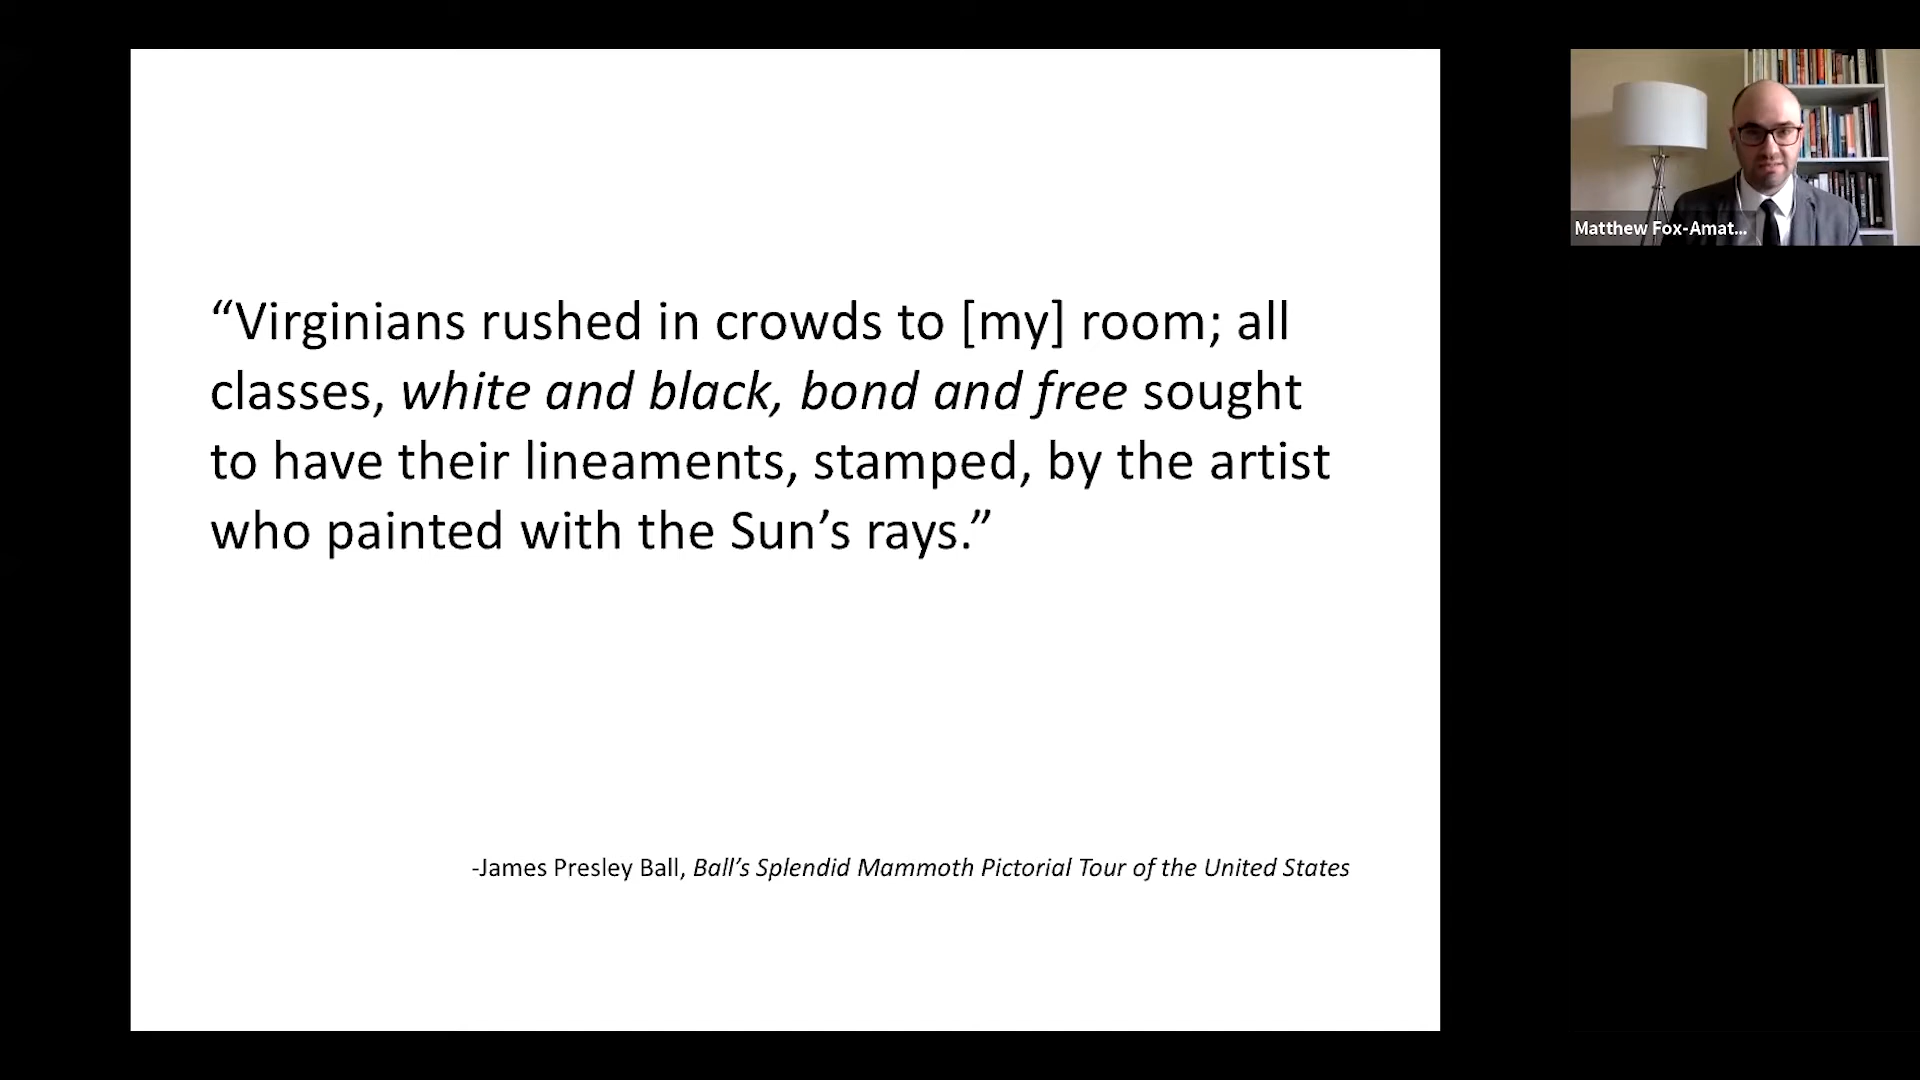 “Virginians rushed in crowds to [my] room; all
classes, white and black, bond and free sought
to have their lineaments, stamped, by the artist
who painted with the Sun’s rays.”
-James Presley Ball, Ball’s Splendid Mammoth Pictorial Tour of the United States
Matthew Fox-Amat...